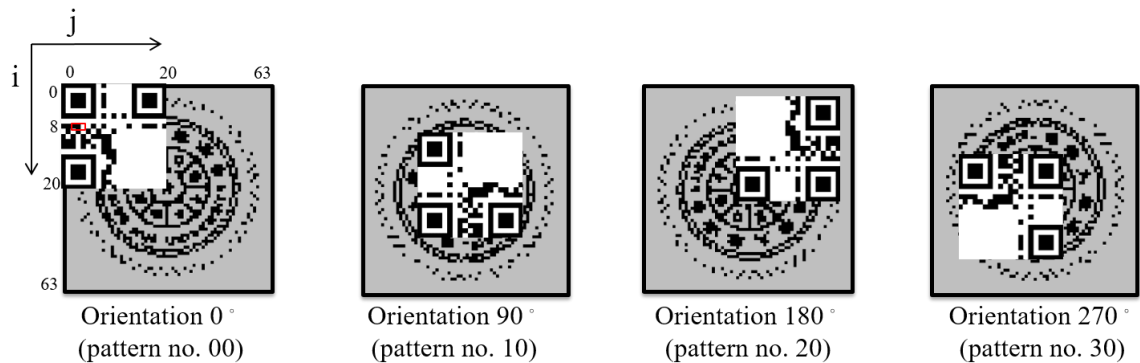 j
i
0 20 63
0
8
20
63
Orientation 0 °
(pattern no. 00)
Orientation 90 °
(pattern no. 10)
Orientation 180 °
(pattern no. 20)
Orientation 270 °
(pattern no. 30)